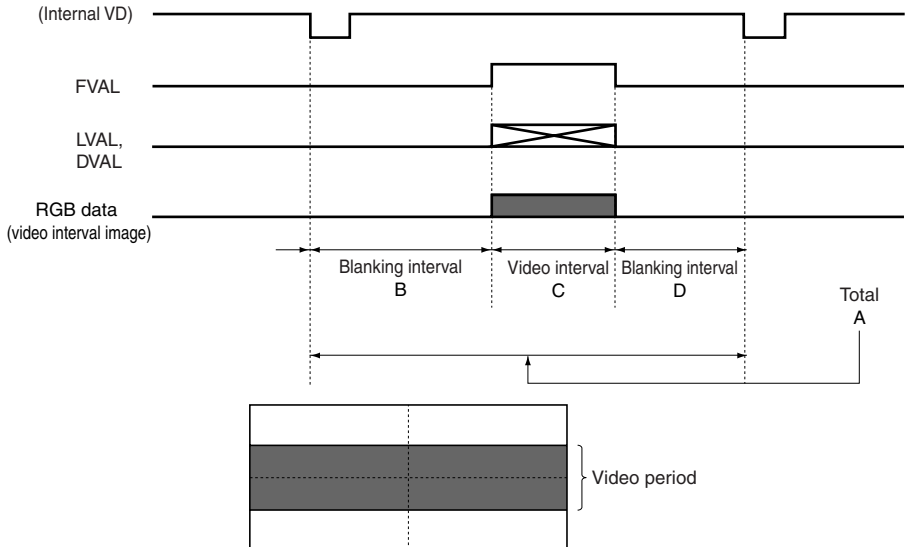 (Internal VD)
FVAL
LVAL,
DVAL
RGB data
(video interval image)
Blanking interval
B
Video interval
C
Blanking interval
D
Total
A
Video period